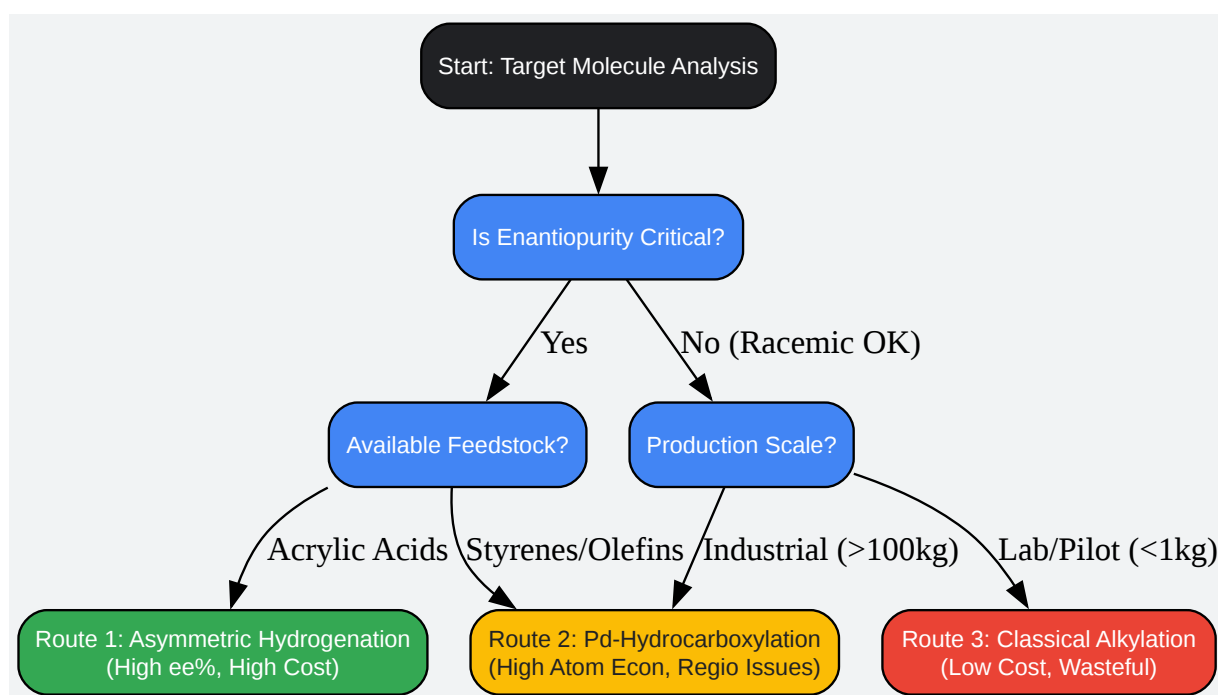 Start: Target Molecule Analysis
Is Enantiopurity Critical?
Yes
No (Racemic OK)
Available Feedstock?
Production Scale?
Acrylic Acids
Styrenes/Olefins
Industrial (>100kg)
Lab/Pilot (<1kg)
Route 1: Asymmetric Hydrogenation
(High ee%, High Cost)
Route 2: Pd-Hydrocarboxylation
(High Atom Econ, Regio Issues)
Route 3: Classical Alkylation
(Low Cost, Wasteful)